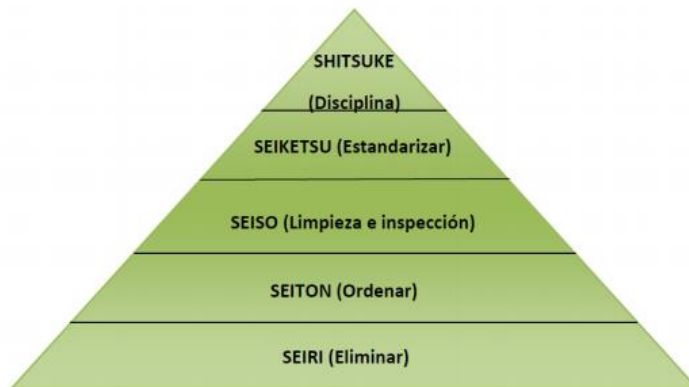 SHITSUKE
(Disciplina)
SEIKETSU (Estandarizar)
SEISO (Limpieza e inspección)
SEITON (Ordenar)
SEIRI (Eliminar)